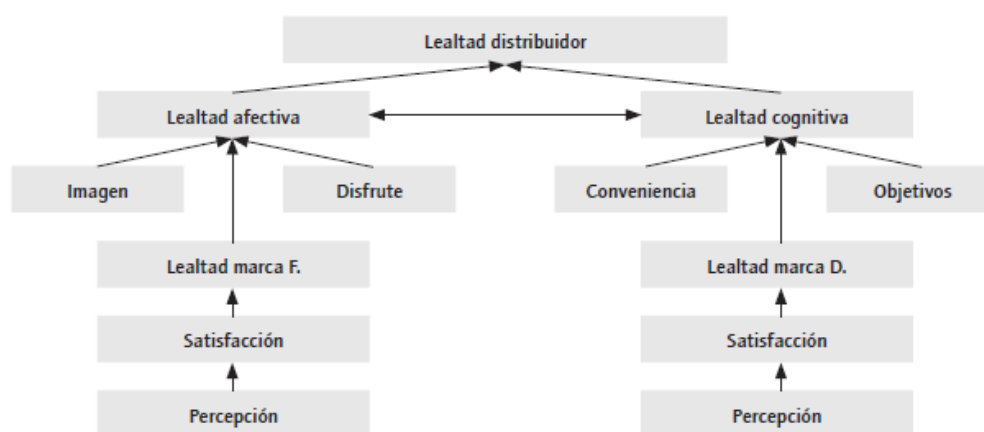 Lealtad distribuidor
Lealtad afectiva
Lealtad cognitiva
Imagen
Disfrute
Conveniencia
Objetivos
Lealtad marca F.
Lealtad marca D.
Satisfacción
Satisfacción
Percepción
Percepción